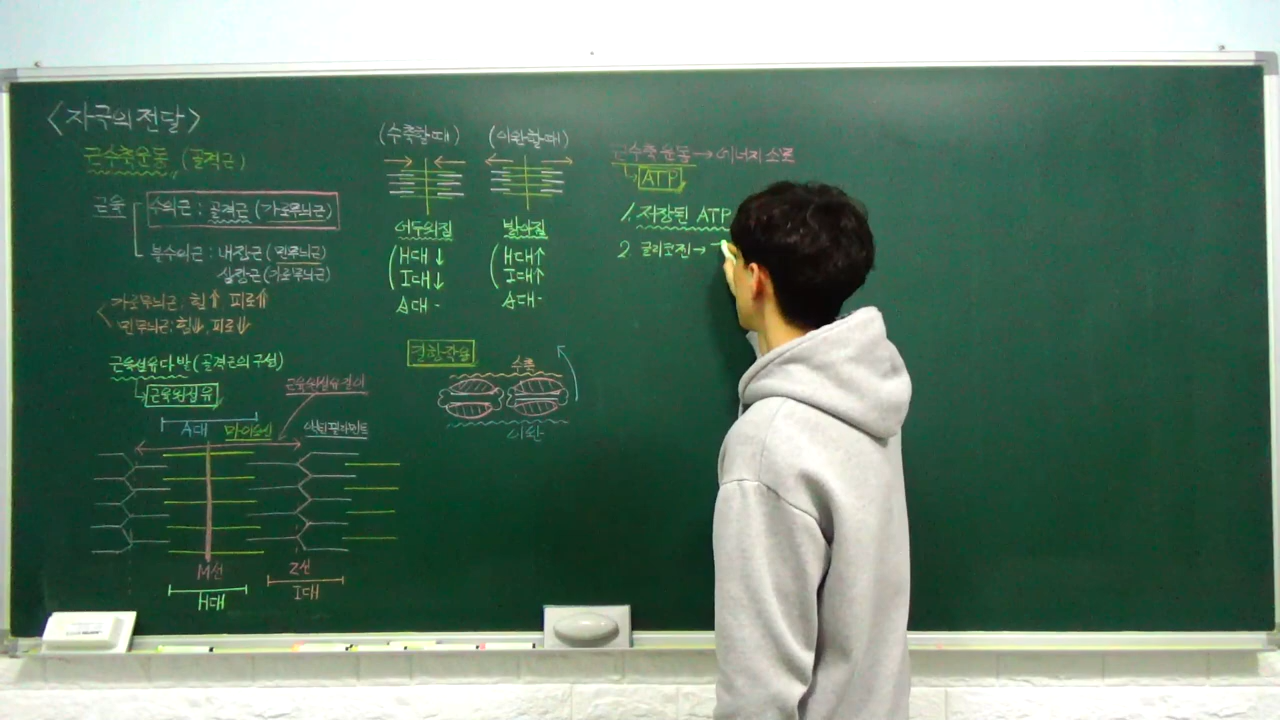 <자극의 전달>
근수축운동 (골격근)
근육 수의근 : 골격근 (가로무늬근)
불수의근 : 내장근 (민무늬근)
심장근 (가로무늬근)
가로무늬근, 힘↑ 피로↑
민무늬근, 힘↓, 피로↓
근육섬유다발 (골격근의 구성)
근육원섬유
근육원섬유 길이
A대 마이오신 액틴필라멘트
M선 Z선
H대 I대
(수축할 때)
어두워짐
H대↓
I대↓
A대 -
(이완할 때)
밝아짐
H대↑
I대↑
A대 -
길항작용
수축
이완
근수축운동 → 에너지 소모
ATP
1. 저장된 ATP
2. 글리코젠 →